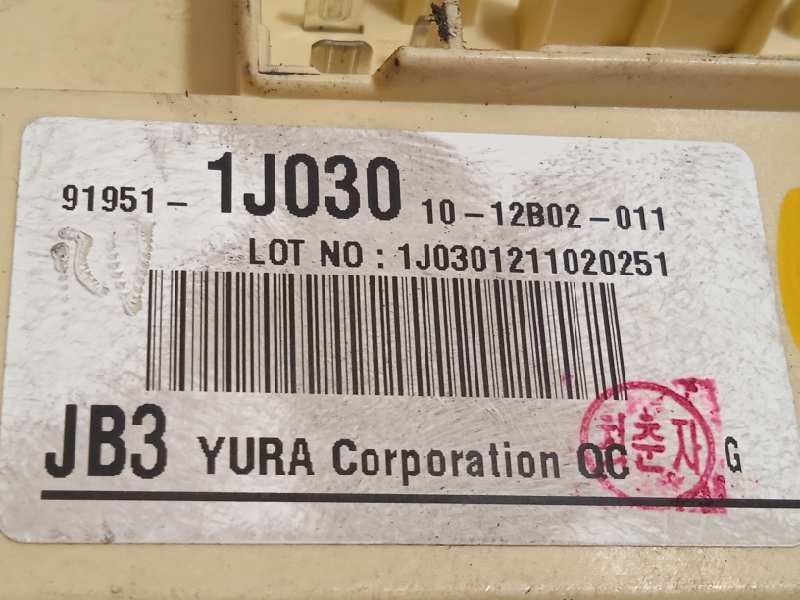 91951- 1J030 10-12B02-011
LOT NO : 1J0301211020251
JB3 YURA Corporation QC G